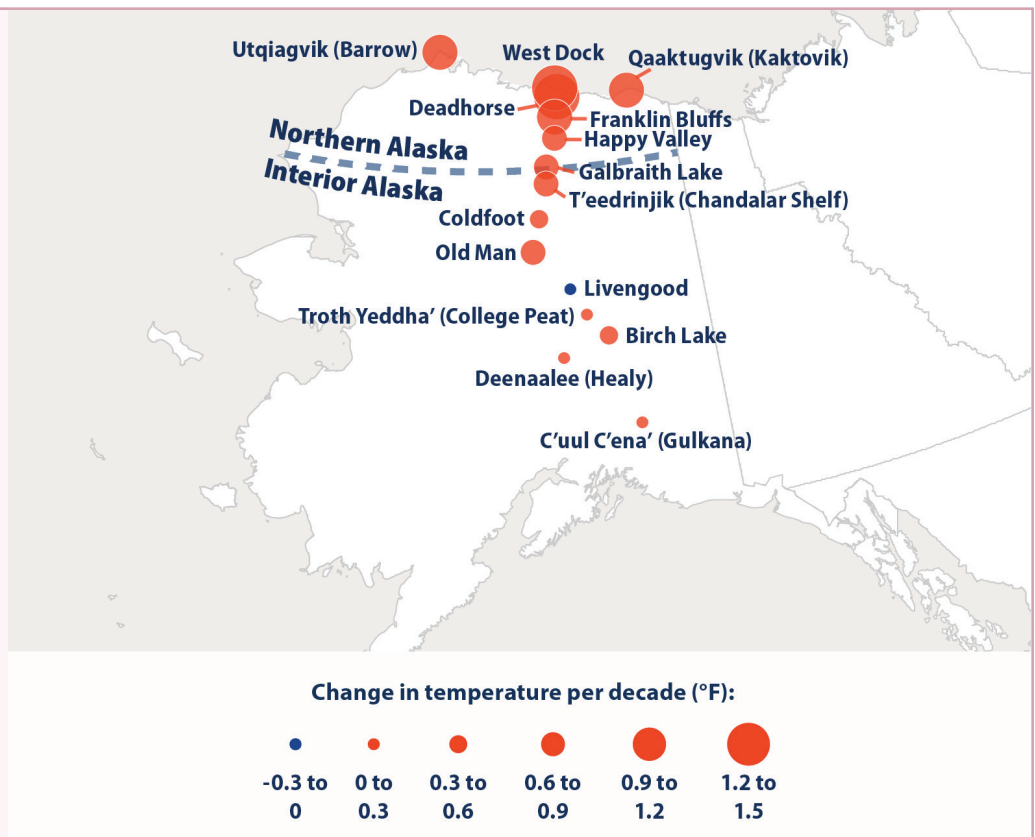 Utqiagvik (Barrow)
West Dock
Qaaktugvik (Kaktovik)
Deadhorse
Franklin Bluffs
Northern Alaska
Happy Valley
Interior Alaska
Galbraith Lake
T'eedrinjik (Chandalar Shelf)
Coldfoot
Old Man
Livengood
Troth Yeddha' (College Peat)
Birch Lake
Deenaalee (Healy)
C'uul C'ena' (Gulkana)
Change in temperature per decade (°F):
-0.3 to 0 to 0.3 to 0.6 to 0.9 to 1.2 to
0 0.3 0.6 0.9 1.2 1.5